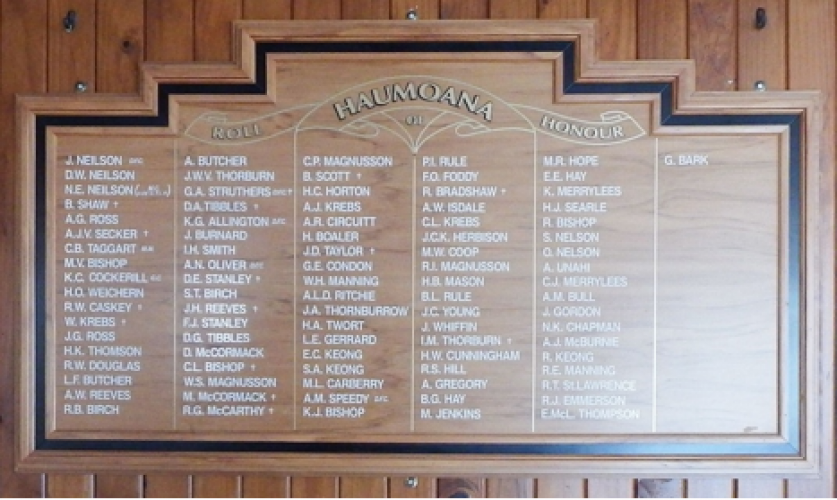 HAUMOANA
ROLL OF HONOUR
J. NEILSON D.F.C.
D.W. NEILSON
N.E. NEILSON
B. SHAW †
A.G. ROSS
A.J.V. SECKER †
C.B. TAGGART
M.V. BISHOP
K.C. COCKERILL
H.O. WEICHERN
R.W. CASKEY †
W. KREBS †
J.G. ROSS
H.K. THOMSON
R.W. DOUGLAS
L.F. BUTCHER
A.W. REEVES
R.B. BIRCH
A. BUTCHER
J.W.V. THORBURN
G.A. STRUTHERS D.F.C. †
D.A. TIBBLES †
K.G. ALLINGTON D.F.C.
J. BURNARD
I.H. SMITH
A.N. OLIVER D.F.C.
D.E. STANLEY †
S.T. BIRCH
J.H. REEVES †
F.J. STANLEY
D.G. TIBBLES
D. McCORMACK
C.L. BISHOP †
W.S. MAGNUSSON
M. McCORMACK †
R.G. McCARTHY †
C.P. MAGNUSSON
B. SCOTT †
H.C. HORTON
A.J. KREBS
A.R. CIRCUITT
H. BOALER
J.D. TAYLOR †
G.E. CONDON
W.H. MANNING
A.L.D. RITCHIE
J.A. THORNBURROW
H.A. TWORT
L.E. GERRARD
E.C. KEONG
S.A. KEONG
M.L. CARBERRY
A.M. SPEEDY D.F.C.
K.J. BISHOP
P.I. RULE
F.O. FODDY
R. BRADSHAW †
A.W. ISDALE
C.L. KREBS
J.C.K. HERBISON
M.W. COOP
R.I. MAGNUSSON
H.B. MASON
B.L. RULE
J.C. YOUNG
J. WHIFFIN
I.M. THORBURN †
H.W. CUNNINGHAM
R.S. HILL
A. GREGORY
B.G. HAY
M. JENKINS
M.R. HOPE
E.E. HAY
K. MERRYLEES
H.J. SEARLE
R. BISHOP
S. NELSON
O. NELSON
A. UNAHI
C.J. MERRYLEES
A.M. BULL
J. GORDON
N.K. CHAPMAN
A.J. McBURNIE
R. KEONG
R.E. MANNING
R.T. St.LAWRENCE
R.J. EMMERSON
E.McL. THOMPSON
G. BARK